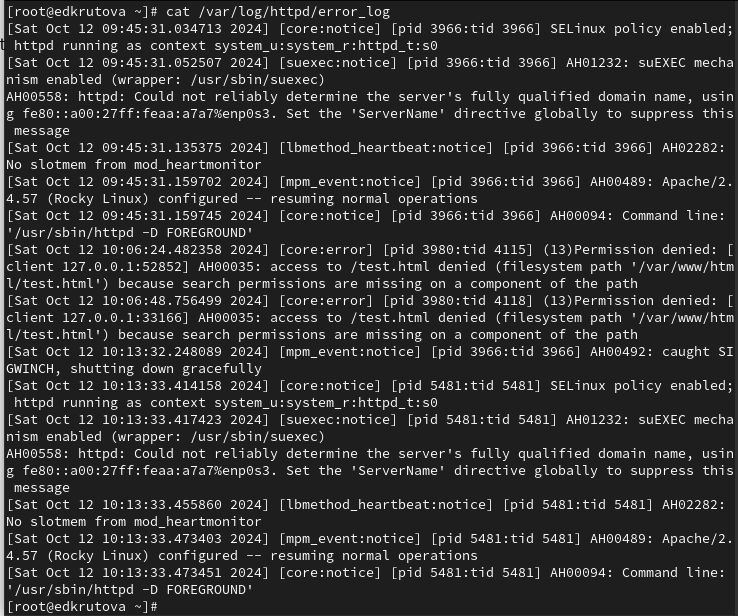 [root@edkrutova ~]# cat /var/log/httpd/error_log
[Sat Oct 12 09:45:31.034713 2024] [core:notice] [pid 3966:tid 3966] SELinux policy enabled;
 httpd running as context system_u:system_r:httpd_t:s0
[Sat Oct 12 09:45:31.052507 2024] [suexec:notice] [pid 3966:tid 3966] AH01232: suEXEC mecha
nism enabled (wrapper: /usr/sbin/suexec)
AH00558: httpd: Could not reliably determine the server's fully qualified domain name, usin
g fe80::a00:27ff:feaa:a7a7%enp0s3. Set the 'ServerName' directive globally to suppress this
 message
[Sat Oct 12 09:45:31.135375 2024] [lbmethod_heartbeat:notice] [pid 3966:tid 3966] AH02282:
No slotmem from mod_heartmonitor
[Sat Oct 12 09:45:31.159702 2024] [mpm_event:notice] [pid 3966:tid 3966] AH00489: Apache/2.
4.57 (Rocky Linux) configured -- resuming normal operations
[Sat Oct 12 09:45:31.159745 2024] [core:notice] [pid 3966:tid 3966] AH00094: Command line:
'/usr/sbin/httpd -D FOREGROUND'
[Sat Oct 12 10:06:24.482358 2024] [core:error] [pid 3980:tid 4115] (13)Permission denied: [
client 127.0.0.1:52852] AH00035: access to /test.html denied (filesystem path '/var/www/htm
l/test.html') because search permissions are missing on a component of the path
[Sat Oct 12 10:06:48.756499 2024] [core:error] [pid 3980:tid 4118] (13)Permission denied: [
client 127.0.0.1:33166] AH00035: access to /test.html denied (filesystem path '/var/www/htm
l/test.html') because search permissions are missing on a component of the path
[Sat Oct 12 10:13:32.248089 2024] [mpm_event:notice] [pid 3966:tid 3966] AH00492: caught SI
GWINCH, shutting down gracefully
[Sat Oct 12 10:13:33.414158 2024] [core:notice] [pid 5481:tid 5481] SELinux policy enabled;
 httpd running as context system_u:system_r:httpd_t:s0
[Sat Oct 12 10:13:33.417423 2024] [suexec:notice] [pid 5481:tid 5481] AH01232: suEXEC mecha
nism enabled (wrapper: /usr/sbin/suexec)
AH00558: httpd: Could not reliably determine the server's fully qualified domain name, usin
g fe80::a00:27ff:feaa:a7a7%enp0s3. Set the 'ServerName' directive globally to suppress this
 message
[Sat Oct 12 10:13:33.455860 2024] [lbmethod_heartbeat:notice] [pid 5481:tid 5481] AH02282:
No slotmem from mod_heartmonitor
[Sat Oct 12 10:13:33.473403 2024] [mpm_event:notice] [pid 5481:tid 5481] AH00489: Apache/2.
4.57 (Rocky Linux) configured -- resuming normal operations
[Sat Oct 12 10:13:33.473451 2024] [core:notice] [pid 5481:tid 5481] AH00094: Command line:
'/usr/sbin/httpd -D FOREGROUND'
[root@edkrutova ~]#